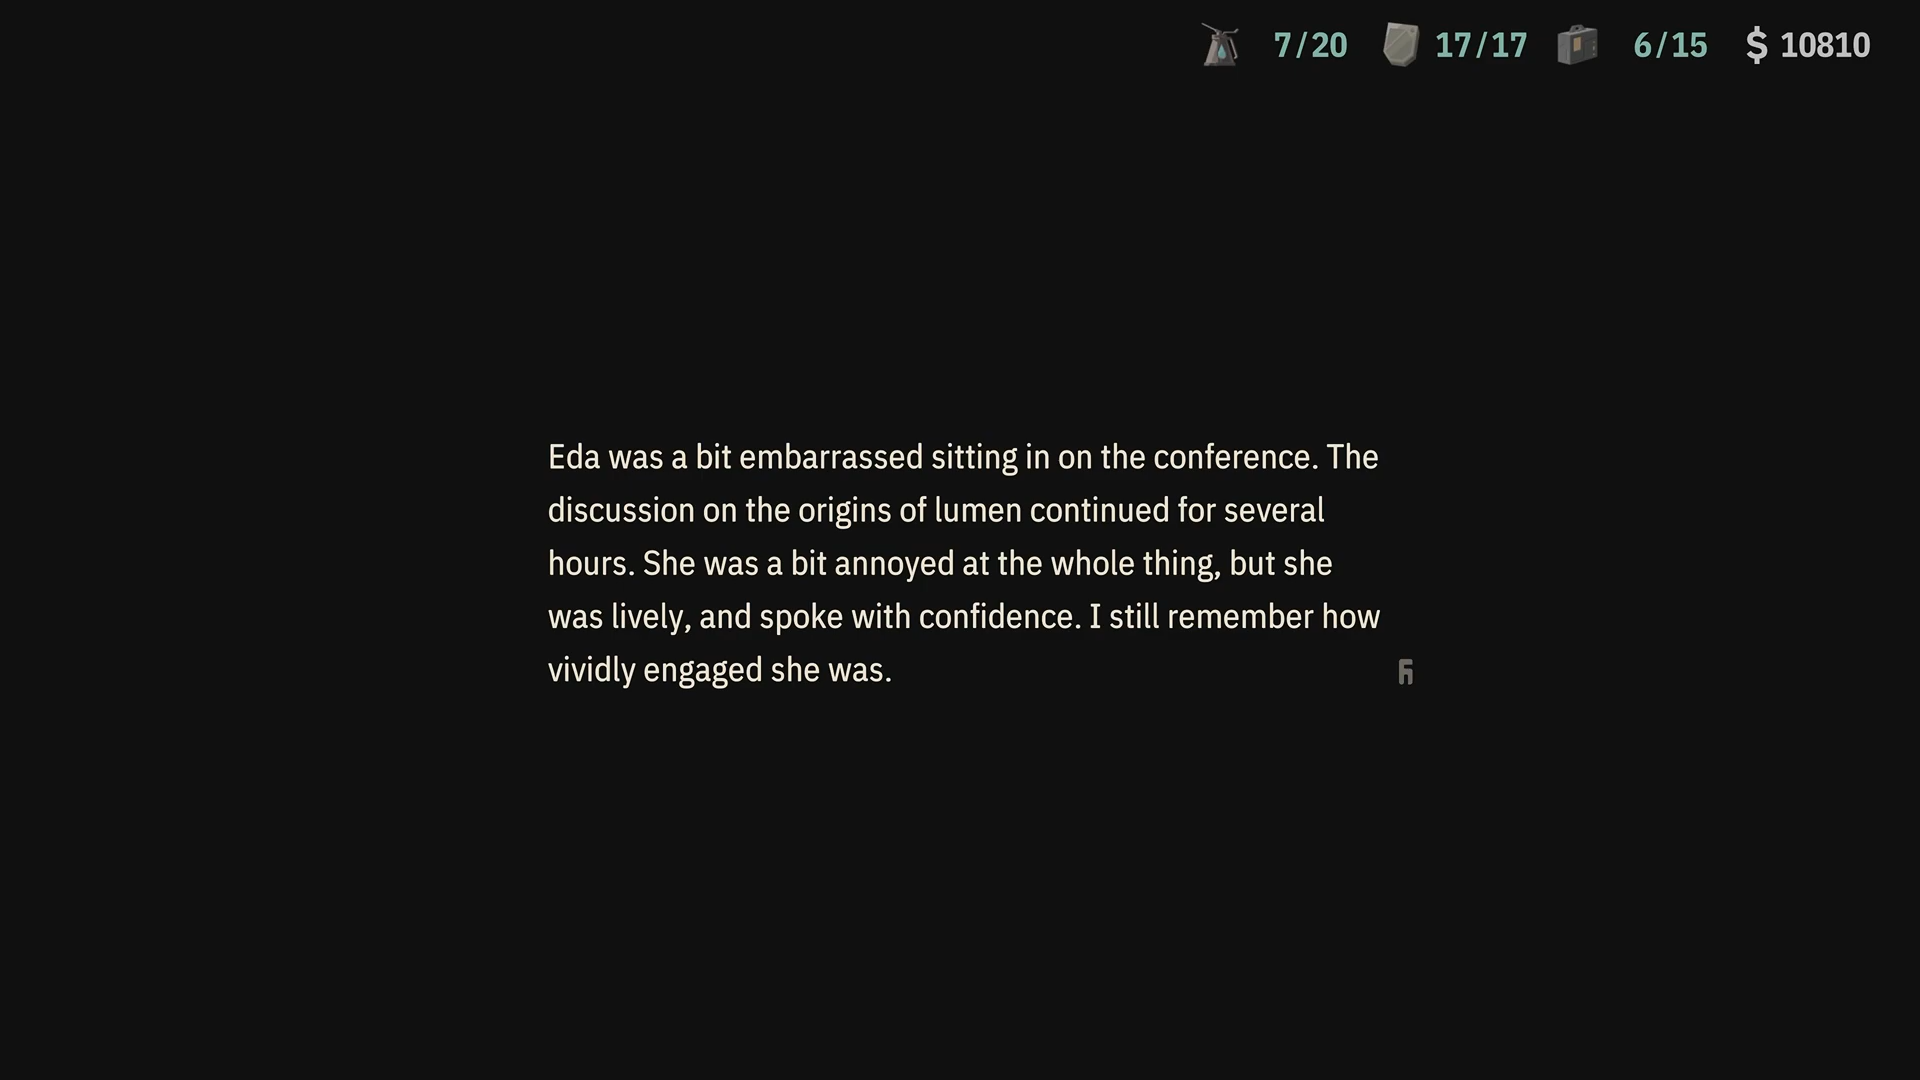 7/20 17/17 6/15 $ 10810
Eda was a bit embarrassed sitting in on the conference. The
discussion on the origins of lumen continued for several
hours. She was a bit annoyed at the whole thing, but she
was lively, and spoke with confidence. I still remember how
vividly engaged she was.